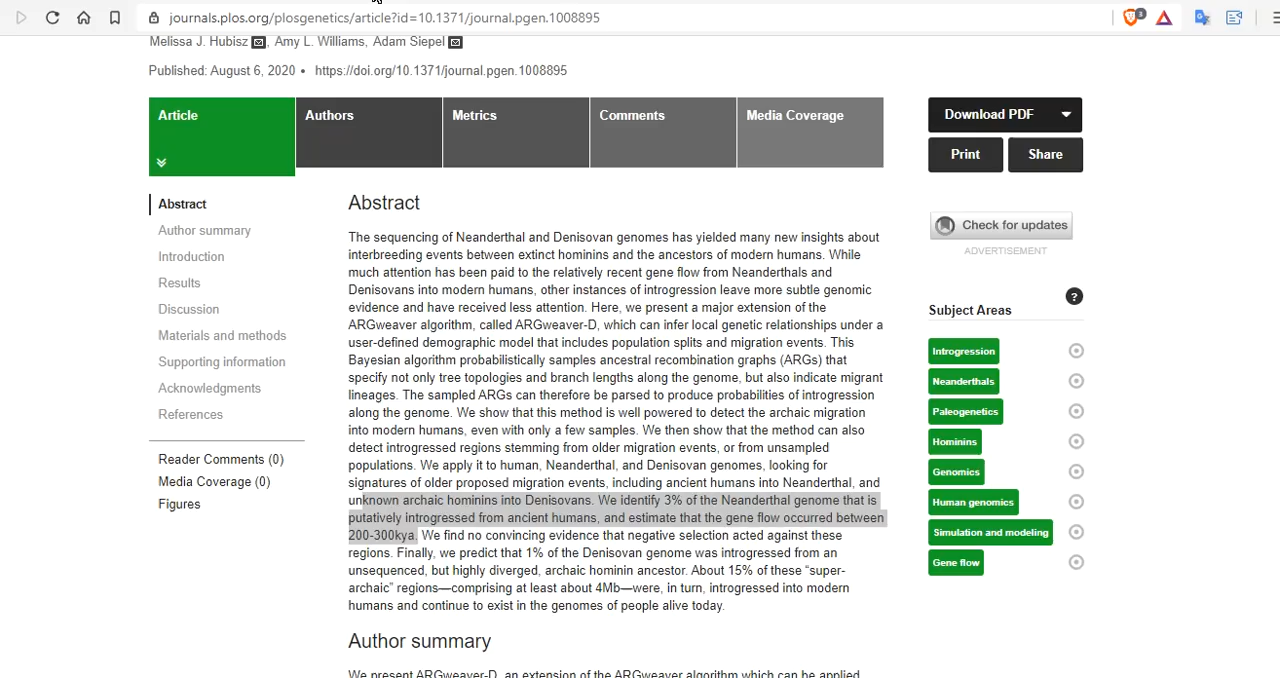 journals.plos.org/plosgenetics/article?id=10.1371/journal.pgen.1008895
3
Melissa J. Hubisz , Amy L. Williams, Adam Siepel
Published: August 6, 2020 • https://doi.org/10.1371/journal.pgen.1008895
Article
Authors
Metrics
Comments
Media Coverage
Download PDF
Print
Share
Abstract
Author summary
Introduction
Results
Discussion
Materials and methods
Supporting information
Acknowledgments
References
Reader Comments (0)
Media Coverage (0)
Figures
Abstract
The sequencing of Neanderthal and Denisovan genomes has yielded many new insights about
interbreeding events between extinct hominins and the ancestors of modern humans. While
much attention has been paid to the relatively recent gene flow from Neanderthals and
Denisovans into modern humans, other instances of introgression leave more subtle genomic
evidence and have received less attention. Here, we present a major extension of the
ARGweaver algorithm, called ARGweaver-D, which can infer local genetic relationships under a
user-defined demographic model that includes population splits and migration events. This
Bayesian algorithm probabilistically samples ancestral recombination graphs (ARGs) that
specify not only tree topologies and branch lengths along the genome, but also indicate migrant
lineages. The sampled ARGs can therefore be parsed to produce probabilities of introgression
along the genome. We show that this method is well powered to detect the archaic migration
into modern humans, even with only a few samples. We then show that the method can also
detect introgressed regions stemming from older migration events, or from unsampled
populations. We apply it to human, Neanderthal, and Denisovan genomes, looking for
signatures of older proposed migration events, including ancient humans into Neanderthal, and
unknown archaic hominins into Denisovans. We identify 3% of the Neanderthal genome that is
putatively introgressed from ancient humans, and estimate that the gene flow occurred between
200-300kya. We find no convincing evidence that negative selection acted against these
regions. Finally, we predict that 1% of the Denisovan genome was introgressed from an
unsequenced, but highly diverged, archaic hominin ancestor. About 15% of these “super-
archaic” regions—comprising at least about 4Mb—were, in turn, introgressed into modern
humans and continue to exist in the genomes of people alive today.
Author summary
We present ARGweaver-D, an extension of the ARGweaver algorithm which can be applied
Check for updates
ADVERTISEMENT
?
Subject Areas
Introgression
Neanderthals
Paleogenetics
Hominins
Genomics
Human genomics
Simulation and modeling
Gene flow